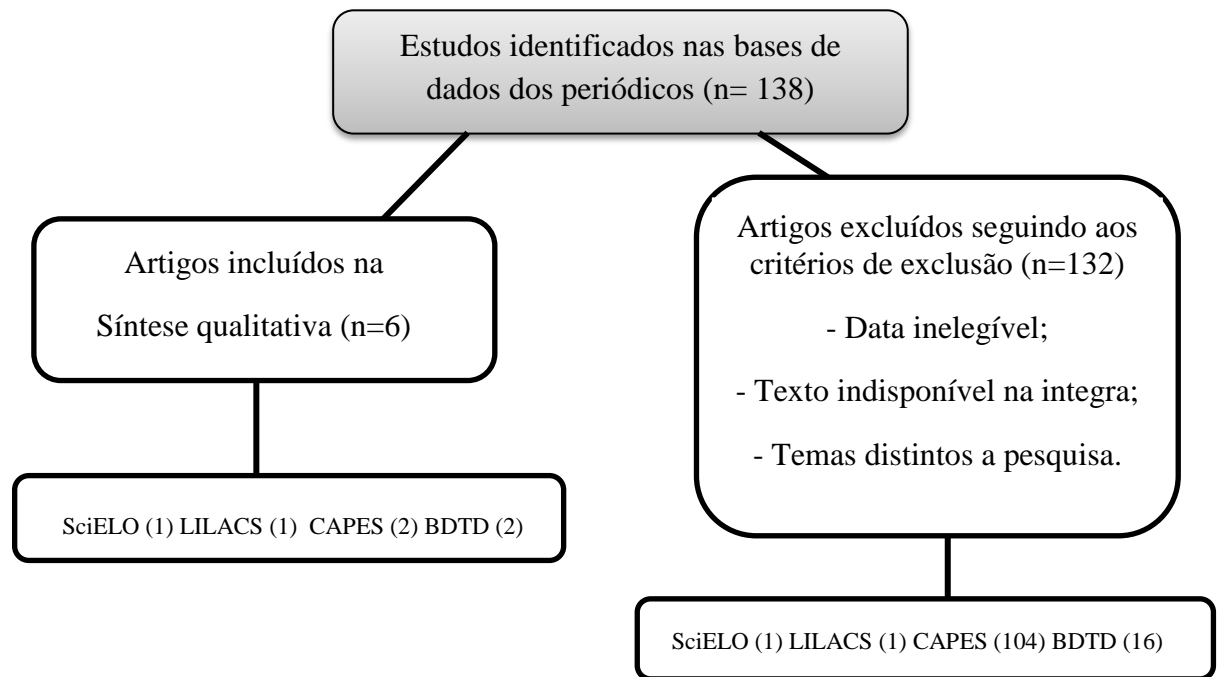 Estudos identificados nas bases de
dados dos periódicos (n= 138)
Artigos incluídos na
Síntese qualitativa (n=6)
SciELO (1) LILACS (1) CAPES (2) BDTD (2)
Artigos excluídos seguindo aos
critérios de exclusão (n=132)
- Data inelegível;
- Texto indisponível na integra;
- Temas distintos a pesquisa.
SciELO (1) LILACS (1) CAPES (104) BDTD (16)